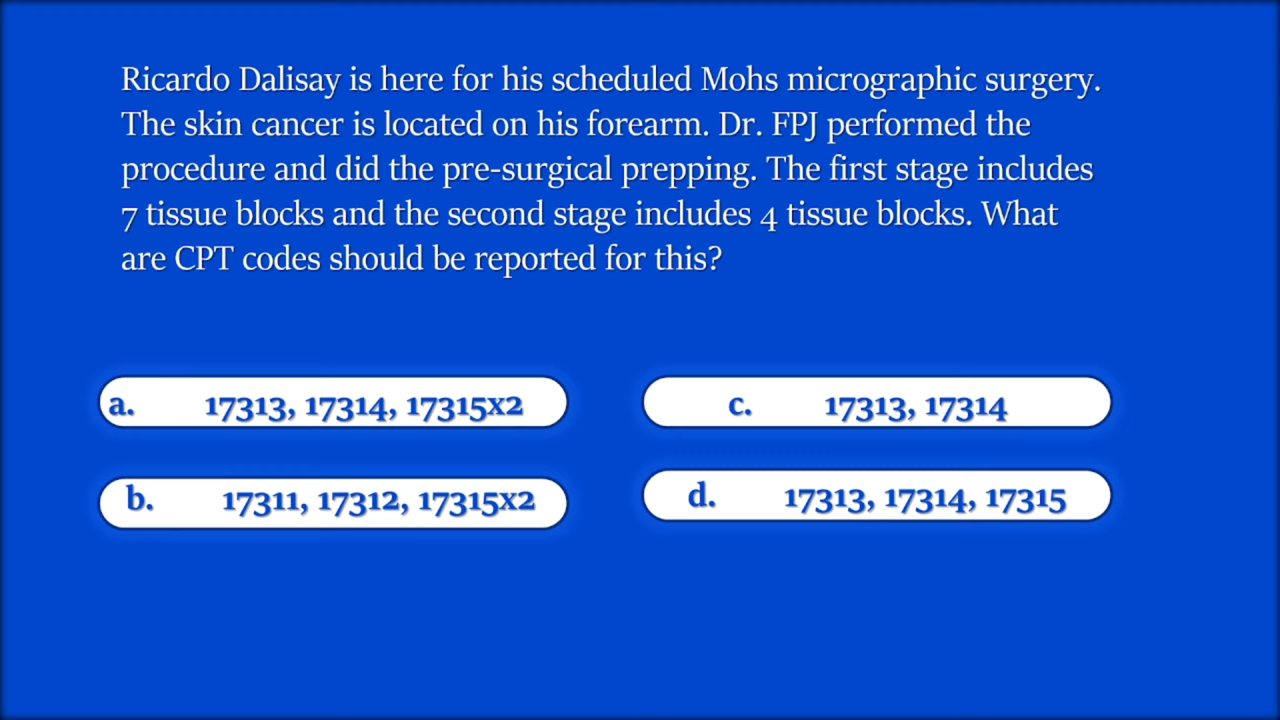 Ricardo Dalisay is here for his scheduled Mohs micrographic surgery.
The skin cancer is located on his forearm. Dr. FPJ performed the
procedure and did the pre-surgical prepping. The first stage includes
7 tissue blocks and the second stage includes 4 tissue blocks. What
are CPT codes should be reported for this?
a. 17313, 17314, 17315x2
c. 17313, 17314
b. 17311, 17312, 17315x2
d. 17313, 17314, 17315